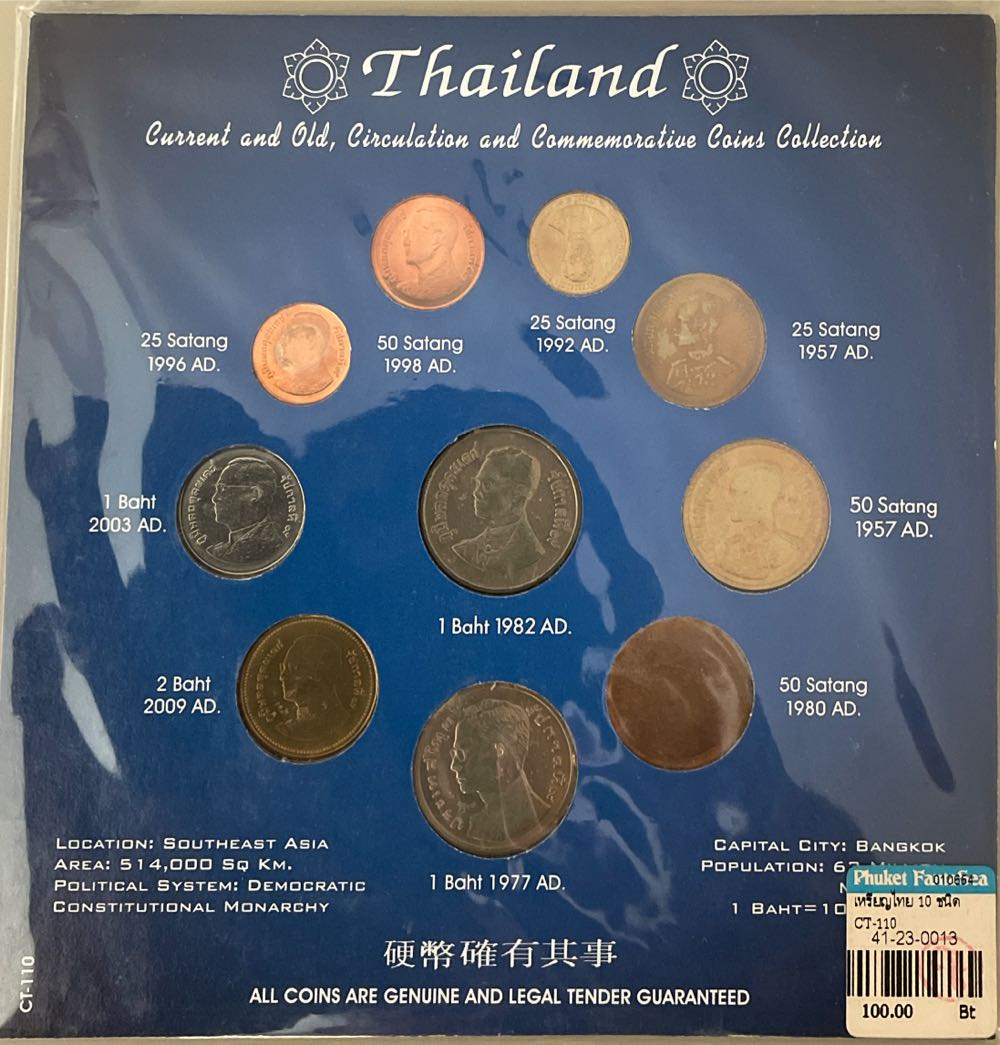 Thailand
Current and Old, Circulation and Commemorative Coins Collection
25 Satang
1996 AD.
50 Satang
1998 AD.
25 Satang
1992 AD.
25 Satang
1957 AD.
1 Baht
2003 AD.
1 Baht 1982 AD.
50 Satang
1957 AD.
2 Baht
2009 AD.
1 Baht 1977 AD.
50 Satang
1980 AD.
LOCATION: SOUTHEAST ASIA
AREA: 514,000 SQ KM.
POLITICAL SYSTEM: DEMOCRATIC
CONSTITUTIONAL MONARCHY
CAPITAL CITY: BANGKOK
POPULATION:
1 BAHT=10
硬幣確有其事
ALL COINS ARE GENUINE AND LEGAL TENDER GUARANTEED
CT-110
Phuket
เหรียญไทย 10 ชนิด
CT-110
41-23-0013
100.00 Bt